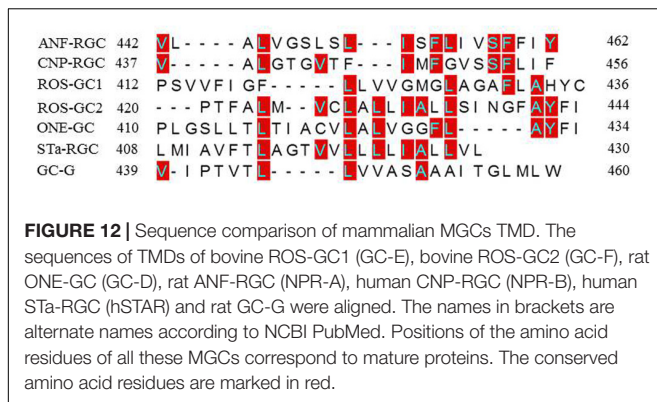 ANF-RGC 442 VL----ALVGSLSL---ISFLIVSFFIY 462
CNP-RGC 437 V-----ALGTGVTF---IMFGVSSFLIF 456
ROS-GC1 412 PSVVFIGF-----LLVVGMGLAGAFLAHYC 436
ROS-GC2 420 ---PTFALM--VCLALLIALLSINGFAYFI 444
ONE-GC 410 PLGSLLTLTIACVLALVGGFL-----AYFI 434
STa-RGC 408 LMIAVFTLAGTVVLLLLIALLVL 430
GC-G 439 V-IPTVTL-----LVVASAAAITGLMLW 460
FIGURE 12 | Sequence comparison of mammalian MGCs TMD. The
sequences of TMDs of bovine ROS-GC1 (GC-E), bovine ROS-GC2 (GC-F), rat
ONE-GC (GC-D), rat ANF-RGC (NPR-A), human CNP-RGC (NPR-B), human
STa-RGC (hSTAR) and rat GC-G were aligned. The names in brackets are
alternate names according to NCBI PubMed. Positions of the amino acid
residues of all these MGCs correspond to mature proteins. The conserved
amino acid residues are marked in red.